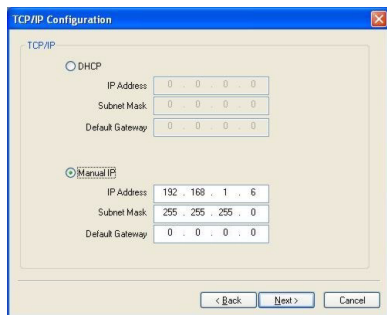 TCP/IP Configuration
TCP/IP
DHCP
IP Address 0 . 0 . 0 . 0
Subnet Mask 0 . 0 . 0 . 0
Default Gateway 0 . 0 . 0 . 0
Manual IP
IP Address 192 . 168 . 1 . 6
Subnet Mask 255 . 255 . 255 . 0
Default Gateway 0 . 0 . 0 . 0
< Back Next > Cancel